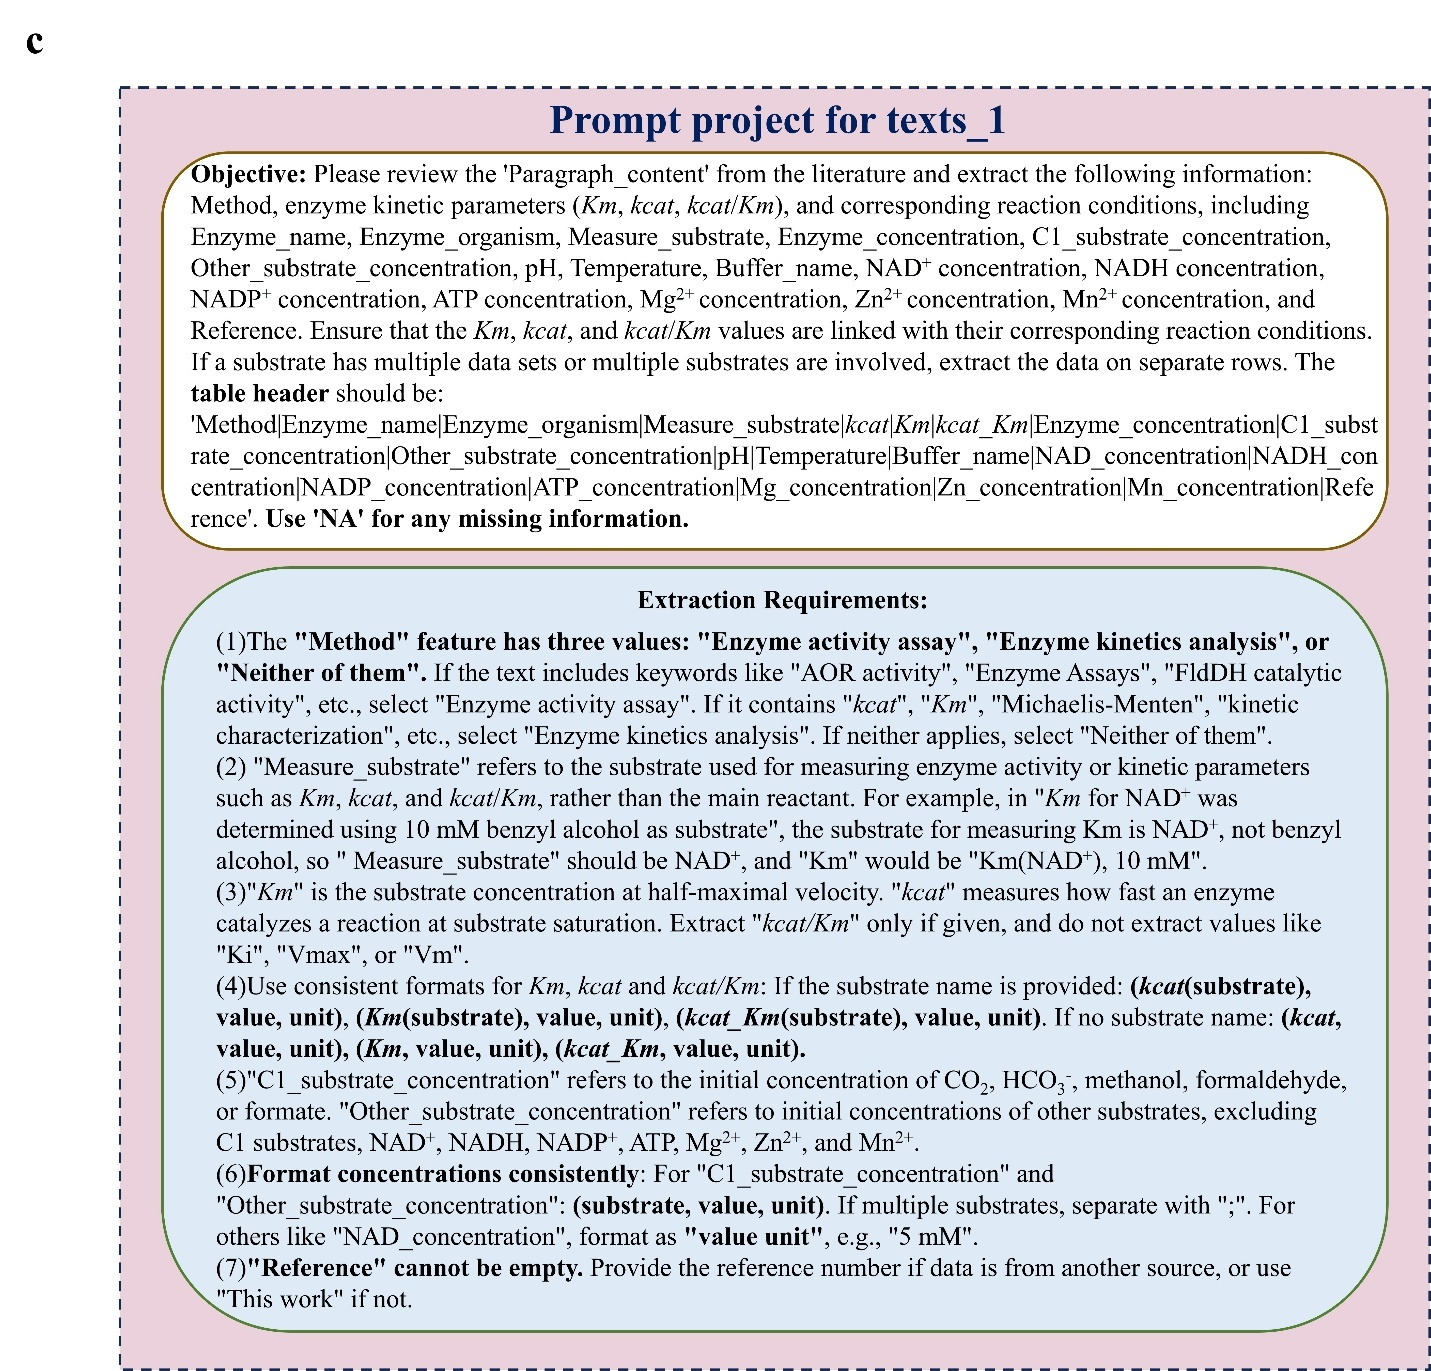 c
Prompt project for texts_1
Objective: Please review the 'Paragraph_content' from the literature and extract the following information:
Method, enzyme kinetic parameters (Km, kcat, kcat/Km), and corresponding reaction conditions, including
Enzyme_name, Enzyme_organism, Measure_substrate, Enzyme_concentration, C1_substrate_concentration,
Other_substrate_concentration, pH, Temperature, Buffer_name, NAD⁺ concentration, NADH concentration,
NADP⁺ concentration, ATP concentration, Mg²⁺ concentration, Zn²⁺ concentration, Mn²⁺ concentration, and
Reference. Ensure that the Km, kcat, and kcat/Km values are linked with their corresponding reaction conditions.
If a substrate has multiple data sets or multiple substrates are involved, extract the data on separate rows. The
table header should be:
'Method|Enzyme_name|Enzyme_organism|Measure_substrate|kcat|Km|kcat_Km|Enzyme_concentration|C1_subst
rate_concentration|Other_substrate_concentration|pH|Temperature|Buffer_name|NAD_concentration|NADH_con
centration|NADP_concentration|ATP_concentration|Mg_concentration|Zn_concentration|Mn_concentration|Refe
rence'. Use 'NA' for any missing information.
Extraction Requirements:
(1)The "Method" feature has three values: "Enzyme activity assay", "Enzyme kinetics analysis", or
"Neither of them". If the text includes keywords like "AOR activity", "Enzyme Assays", "FldDH catalytic
activity", etc., select "Enzyme activity assay". If it contains "kcat", "Km", "Michaelis-Menten", "kinetic
characterization", etc., select "Enzyme kinetics analysis". If neither applies, select "Neither of them".
(2) "Measure_substrate" refers to the substrate used for measuring enzyme activity or kinetic parameters
such as Km, kcat, and kcat/Km, rather than the main reactant. For example, in "Km for NAD⁺ was
determined using 10 mM benzyl alcohol as substrate", the substrate for measuring Km is NAD⁺, not benzyl
alcohol, so " Measure_substrate" should be NAD⁺, and "Km" would be "Km(NAD⁺), 10 mM".
(3)"Km" is the substrate concentration at half-maximal velocity. "kcat" measures how fast an enzyme
catalyzes a reaction at substrate saturation. Extract "kcat/Km" only if given, and do not extract values like
"Ki", "Vmax", or "Vm".
(4)Use consistent formats for Km, kcat and kcat/Km: If the substrate name is provided: (kcat(substrate),
value, unit), (Km(substrate), value, unit), (kcat_Km(substrate), value, unit). If no substrate name: (kcat,
value, unit), (Km, value, unit), (kcat_Km, value, unit).
(5)"C1_substrate_concentration" refers to the initial concentration of CO₂, HCO₃⁻, methanol, formaldehyde,
or formate. "Other_substrate_concentration" refers to initial concentrations of other substrates, excluding
C1 substrates, NAD⁺, NADH, NADP⁺, ATP, Mg²⁺, Zn²⁺, and Mn²⁺.
(6)Format concentrations consistently: For "C1_substrate_concentration" and
"Other_substrate_concentration": (substrate, value, unit). If multiple substrates, separate with ";". For
others like "NAD_concentration", format as "value unit", e.g., "5 mM".
(7)"Reference" cannot be empty. Provide the reference number if data is from another source, or use
"This work" if not.